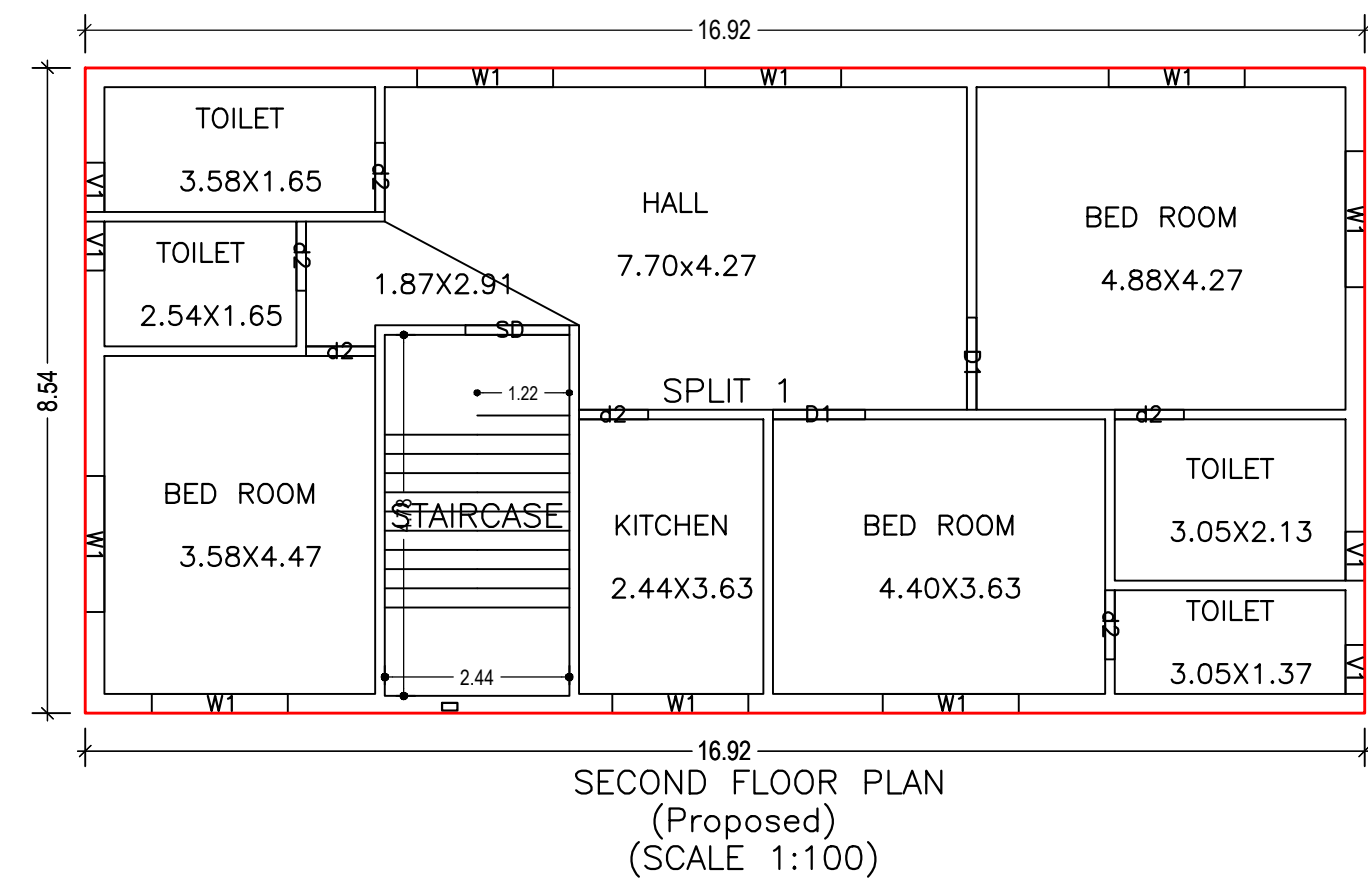 16.92
W1
W1
W1
TOILET
3.58X1.65
d2
V1
HALL
7.70x4.27
BED ROOM
4.88X4.27
W1
TOILET
2.54X1.65
d2
V1
1.87X2.91
SD
d2
D1
8.54
1.22
SPLIT 1
d2
D1
d2
BED ROOM
3.58X4.47
W1
STAIRCASE
KITCHEN
2.44X3.63
BED ROOM
4.40X3.63
TOILET
3.05X2.13
V1
d2
TOILET
3.05X1.37
V1
2.44
W1
W1
W1
16.92
SECOND FLOOR PLAN
(Proposed)
(SCALE 1:100)